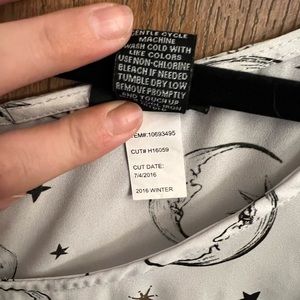 GENTLE CYCLE
MACHINE
WASH COLD WITH
LIKE COLORS
USE NON-CHLORINE
BLEACH IF NEEDED
TUMBLE DRY LOW
REMOVE PROMPTLY
AND TOUCH UP
IRON
ITEM#:10693495
CUT# H16059
CUT DATE:
7/4/2016
2016 WINTER